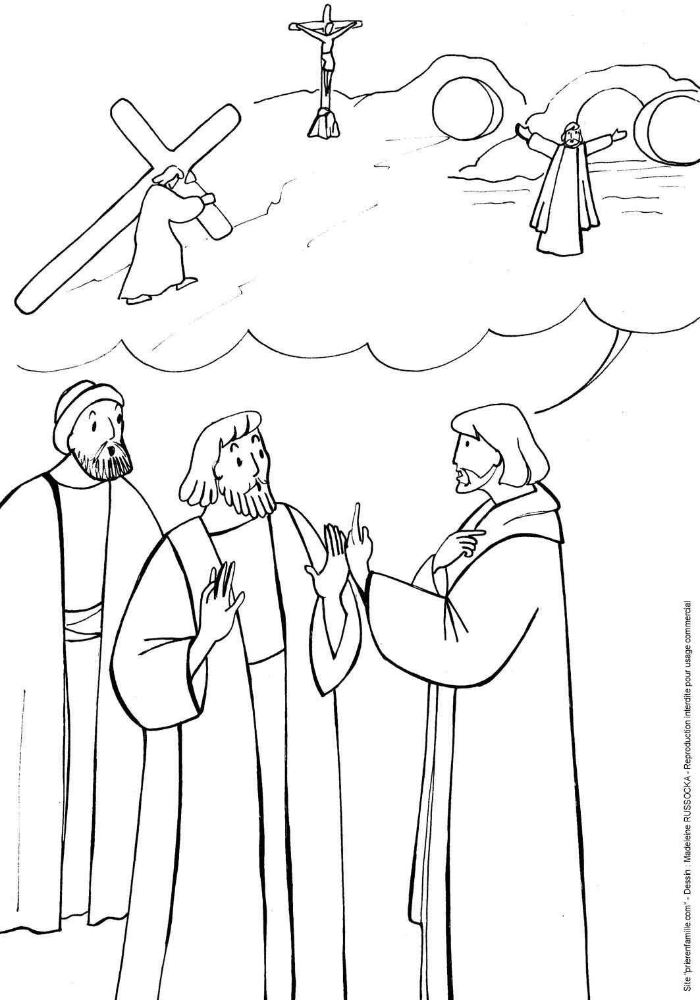 Site "prierenfamille.com" - Dessin : Madeleine RUSSOCKA - Reproduction interdite pour usage commercial